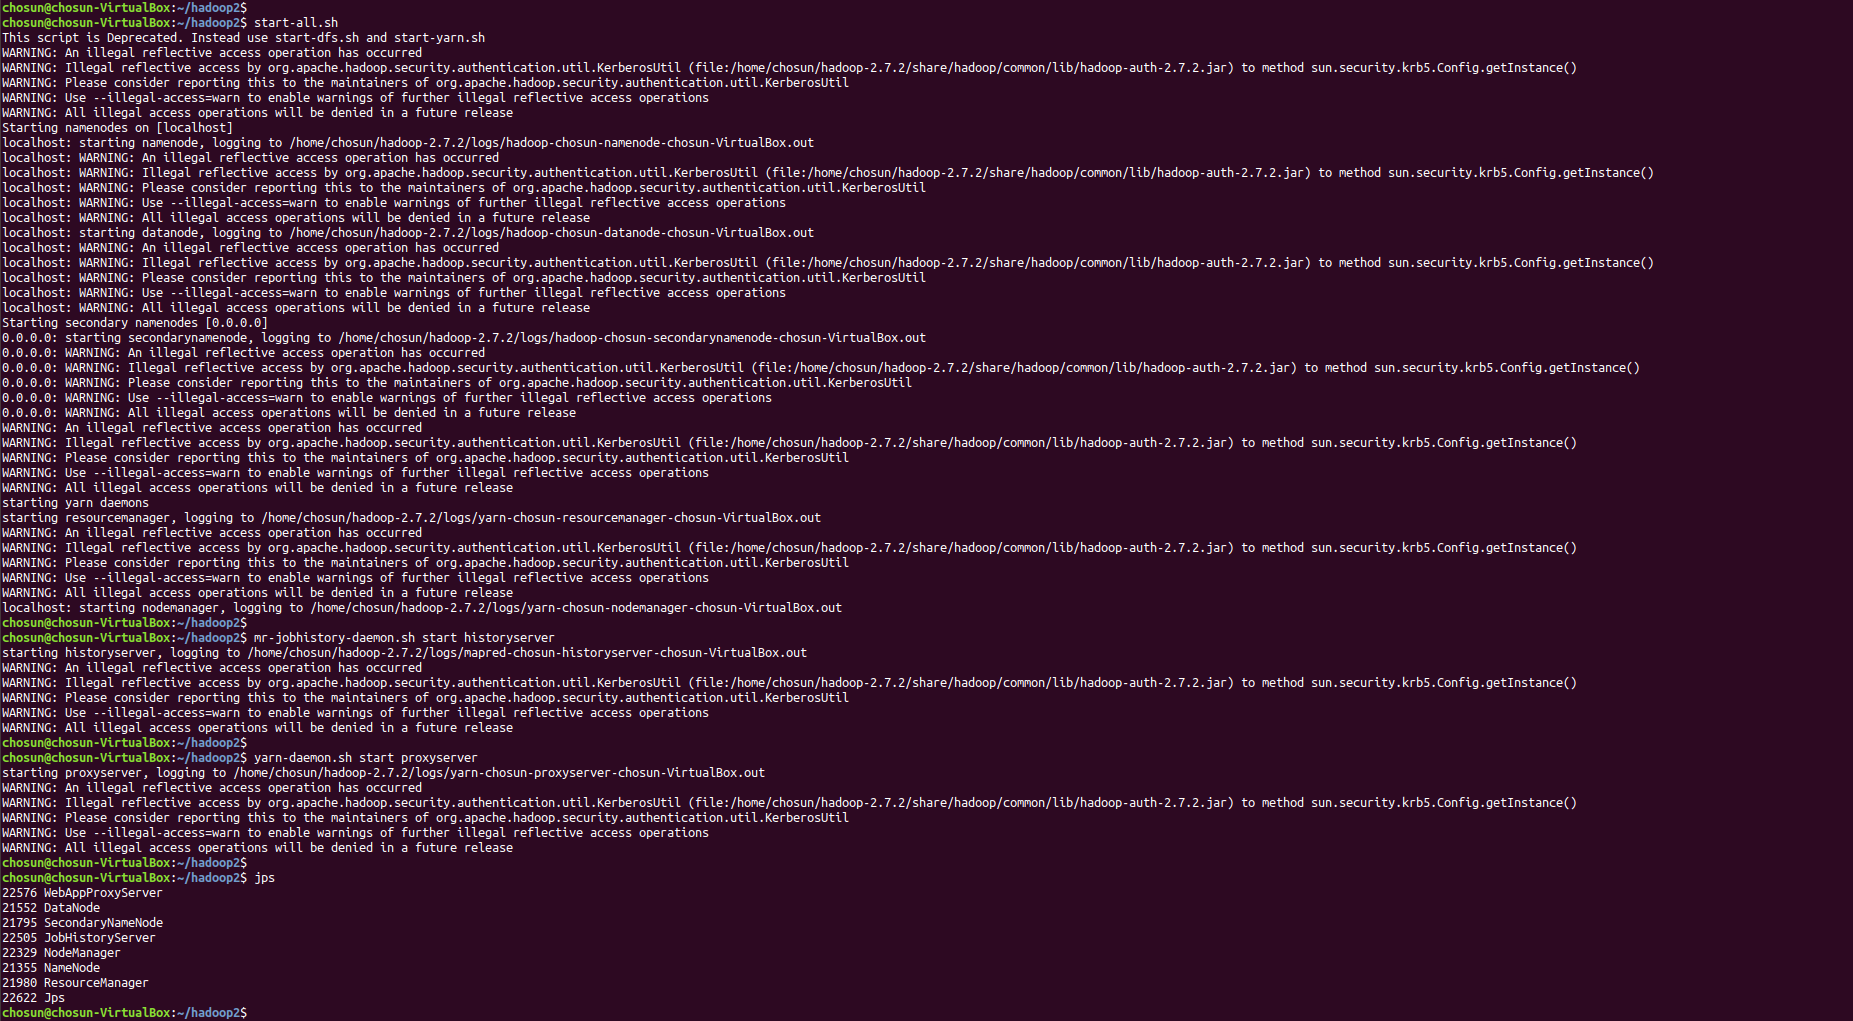 chosun@chosun-VirtualBox:~/hadoop2$
chosun@chosun-VirtualBox:~/hadoop2$ start-all.sh
This script is Deprecated. Instead use start-dfs.sh and start-yarn.sh
WARNING: An illegal reflective access operation has occurred
WARNING: Illegal reflective access by org.apache.hadoop.security.authentication.util.KerberosUtil (file:/home/chosun/hadoop-2.7.2/share/hadoop/common/lib/hadoop-auth-2.7.2.jar) to method sun.security.krb5.Config.getInstance()
WARNING: Please consider reporting this to the maintainers of org.apache.hadoop.security.authentication.util.KerberosUtil
WARNING: Use --illegal-access=warn to enable warnings of further illegal reflective access operations
WARNING: All illegal access operations will be denied in a future release
Starting namenodes on [localhost]
localhost: starting namenode, logging to /home/chosun/hadoop-2.7.2/logs/hadoop-chosun-namenode-chosun-VirtualBox.out
localhost: WARNING: An illegal reflective access operation has occurred
localhost: WARNING: Illegal reflective access by org.apache.hadoop.security.authentication.util.KerberosUtil (file:/home/chosun/hadoop-2.7.2/share/hadoop/common/lib/hadoop-auth-2.7.2.jar) to method sun.security.krb5.Config.getInstance()
localhost: WARNING: Please consider reporting this to the maintainers of org.apache.hadoop.security.authentication.util.KerberosUtil
localhost: WARNING: Use --illegal-access=warn to enable warnings of further illegal reflective access operations
localhost: WARNING: All illegal access operations will be denied in a future release
localhost: starting datanode, logging to /home/chosun/hadoop-2.7.2/logs/hadoop-chosun-datanode-chosun-VirtualBox.out
localhost: WARNING: An illegal reflective access operation has occurred
localhost: WARNING: Illegal reflective access by org.apache.hadoop.security.authentication.util.KerberosUtil (file:/home/chosun/hadoop-2.7.2/share/hadoop/common/lib/hadoop-auth-2.7.2.jar) to method sun.security.krb5.Config.getInstance()
localhost: WARNING: Please consider reporting this to the maintainers of org.apache.hadoop.security.authentication.util.KerberosUtil
localhost: WARNING: Use --illegal-access=warn to enable warnings of further illegal reflective access operations
localhost: WARNING: All illegal access operations will be denied in a future release
Starting secondary namenodes [0.0.0.0]
0.0.0.0: starting secondarynamenode, logging to /home/chosun/hadoop-2.7.2/logs/hadoop-chosun-secondarynamenode-chosun-VirtualBox.out
0.0.0.0: WARNING: An illegal reflective access operation has occurred
0.0.0.0: WARNING: Illegal reflective access by org.apache.hadoop.security.authentication.util.KerberosUtil (file:/home/chosun/hadoop-2.7.2/share/hadoop/common/lib/hadoop-auth-2.7.2.jar) to method sun.security.krb5.Config.getInstance()
0.0.0.0: WARNING: Please consider reporting this to the maintainers of org.apache.hadoop.security.authentication.util.KerberosUtil
0.0.0.0: WARNING: Use --illegal-access=warn to enable warnings of further illegal reflective access operations
0.0.0.0: WARNING: All illegal access operations will be denied in a future release
WARNING: An illegal reflective access operation has occurred
WARNING: Illegal reflective access by org.apache.hadoop.security.authentication.util.KerberosUtil (file:/home/chosun/hadoop-2.7.2/share/hadoop/common/lib/hadoop-auth-2.7.2.jar) to method sun.security.krb5.Config.getInstance()
WARNING: Please consider reporting this to the maintainers of org.apache.hadoop.security.authentication.util.KerberosUtil
WARNING: Use --illegal-access=warn to enable warnings of further illegal reflective access operations
WARNING: All illegal access operations will be denied in a future release
starting yarn daemons
starting resourcemanager, logging to /home/chosun/hadoop-2.7.2/logs/yarn-chosun-resourcemanager-chosun-VirtualBox.out
WARNING: An illegal reflective access operation has occurred
WARNING: Illegal reflective access by org.apache.hadoop.security.authentication.util.KerberosUtil (file:/home/chosun/hadoop-2.7.2/share/hadoop/common/lib/hadoop-auth-2.7.2.jar) to method sun.security.krb5.Config.getInstance()
WARNING: Please consider reporting this to the maintainers of org.apache.hadoop.security.authentication.util.KerberosUtil
WARNING: Use --illegal-access=warn to enable warnings of further illegal reflective access operations
WARNING: All illegal access operations will be denied in a future release
localhost: starting nodemanager, logging to /home/chosun/hadoop-2.7.2/logs/yarn-chosun-nodemanager-chosun-VirtualBox.out
chosun@chosun-VirtualBox:~/hadoop2$
chosun@chosun-VirtualBox:~/hadoop2$ mr-jobhistory-daemon.sh start historyserver
starting historyserver, logging to /home/chosun/hadoop-2.7.2/logs/mapred-chosun-historyserver-chosun-VirtualBox.out
WARNING: An illegal reflective access operation has occurred
WARNING: Illegal reflective access by org.apache.hadoop.security.authentication.util.KerberosUtil (file:/home/chosun/hadoop-2.7.2/share/hadoop/common/lib/hadoop-auth-2.7.2.jar) to method sun.security.krb5.Config.getInstance()
WARNING: Please consider reporting this to the maintainers of org.apache.hadoop.security.authentication.util.KerberosUtil
WARNING: Use --illegal-access=warn to enable warnings of further illegal reflective access operations
WARNING: All illegal access operations will be denied in a future release
chosun@chosun-VirtualBox:~/hadoop2$
chosun@chosun-VirtualBox:~/hadoop2$ yarn-daemon.sh start proxyserver
starting proxyserver, logging to /home/chosun/hadoop-2.7.2/logs/yarn-chosun-proxyserver-chosun-VirtualBox.out
WARNING: An illegal reflective access operation has occurred
WARNING: Illegal reflective access by org.apache.hadoop.security.authentication.util.KerberosUtil (file:/home/chosun/hadoop-2.7.2/share/hadoop/common/lib/hadoop-auth-2.7.2.jar) to method sun.security.krb5.Config.getInstance()
WARNING: Please consider reporting this to the maintainers of org.apache.hadoop.security.authentication.util.KerberosUtil
WARNING: Use --illegal-access=warn to enable warnings of further illegal reflective access operations
WARNING: All illegal access operations will be denied in a future release
chosun@chosun-VirtualBox:~/hadoop2$
chosun@chosun-VirtualBox:~/hadoop2$ jps
22576 WebAppProxyServer
21552 DataNode
21795 SecondaryNameNode
22505 JobHistoryServer
22329 NodeManager
21355 NameNode
21980 ResourceManager
22622 Jps
chosun@chosun-VirtualBox:~/hadoop2$